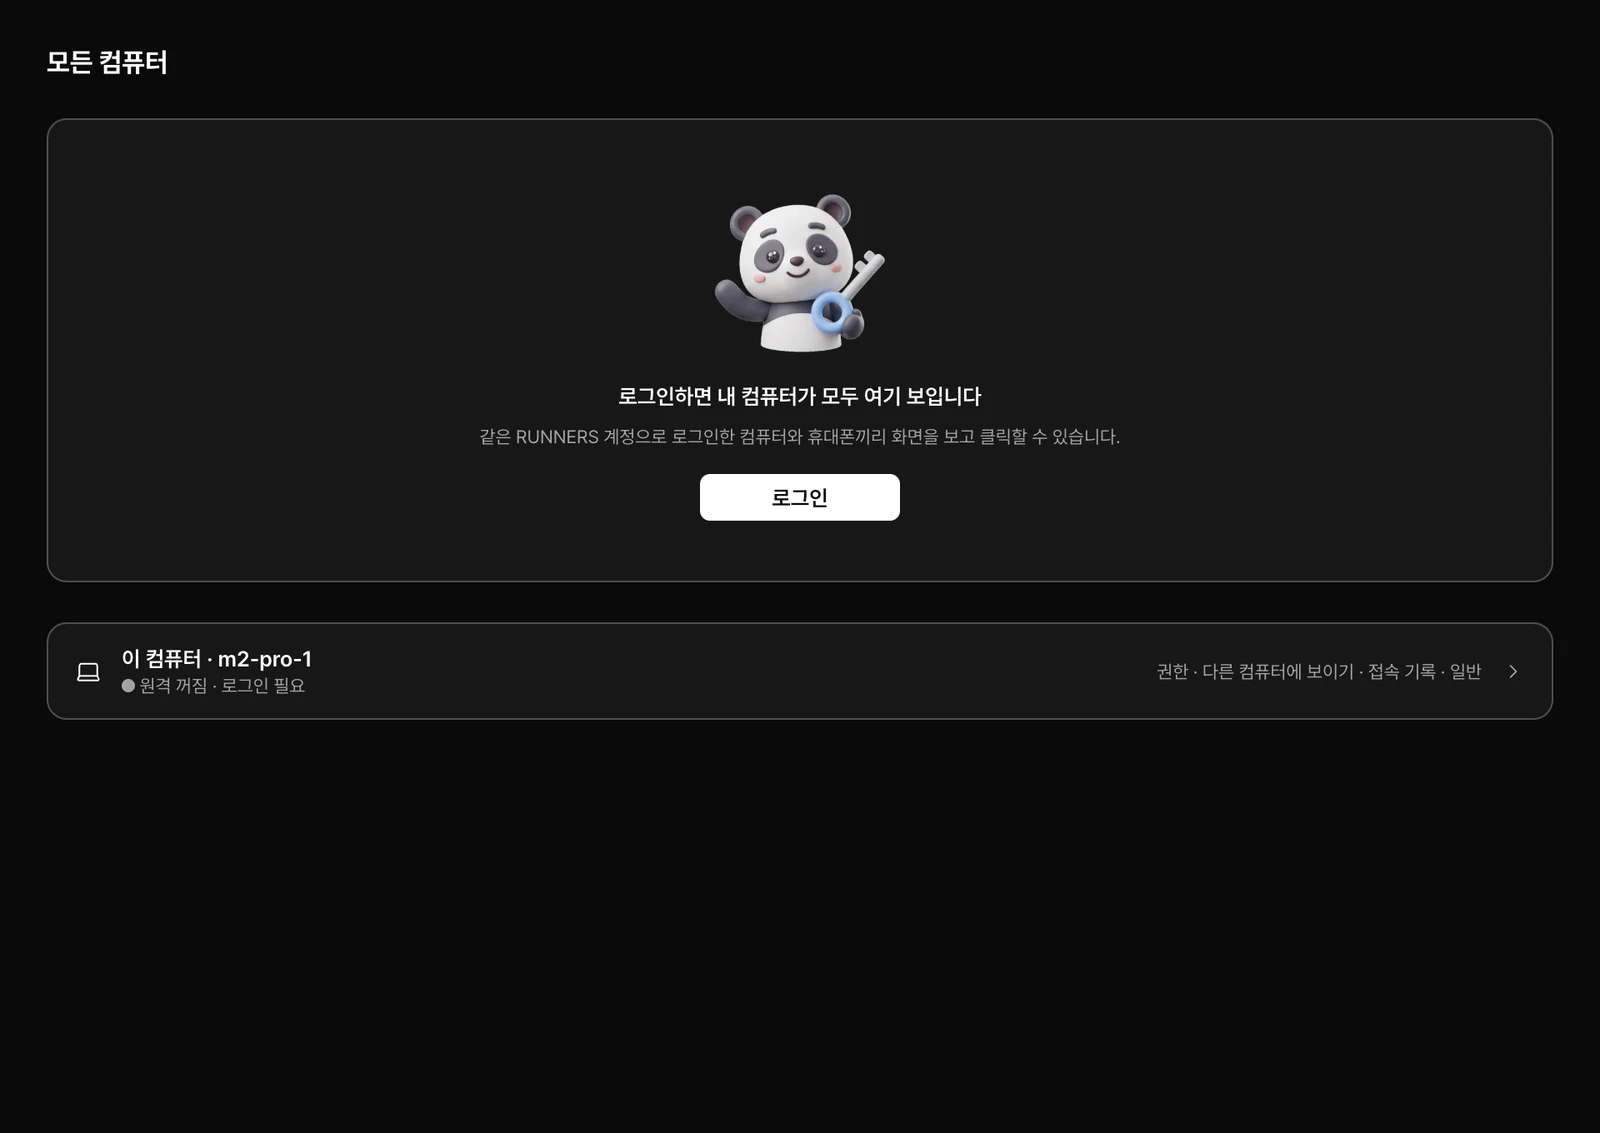 모든 컴퓨터
로그인하면 내 컴퓨터가 모두 여기 보입니다
같은 RUNNERS 계정으로 로그인한 컴퓨터와 휴대폰끼리 화면을 보고 클릭할 수 있습니다.
로그인
이 컴퓨터 · m2-pro-1
원격 꺼짐 · 로그인 필요
권한 · 다른 컴퓨터에 보이기 · 접속 기록 · 일반